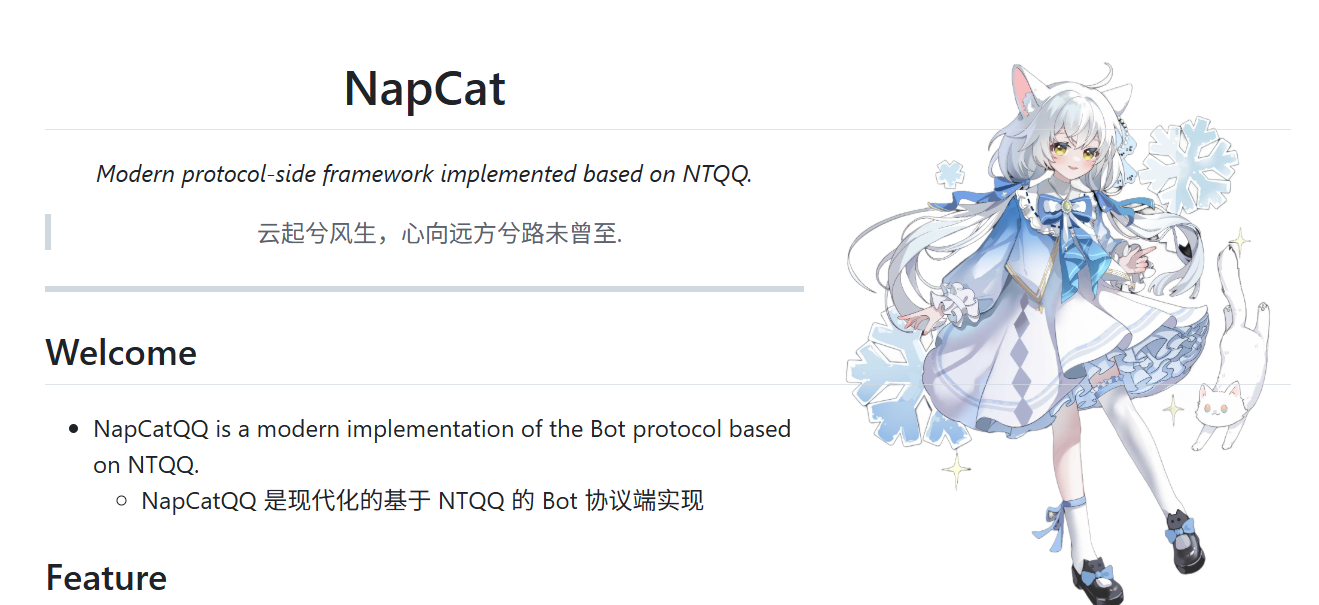 NapCat
Modern protocol-side framework implemented based on NTQQ.
云起兮风生，心向远方兮路未曾至.
Welcome
NapCatQQ is a modern implementation of the Bot protocol based
on NTQQ.
NapCatQQ 是现代化的基于 NTQQ 的 Bot 协议端实现
Feature